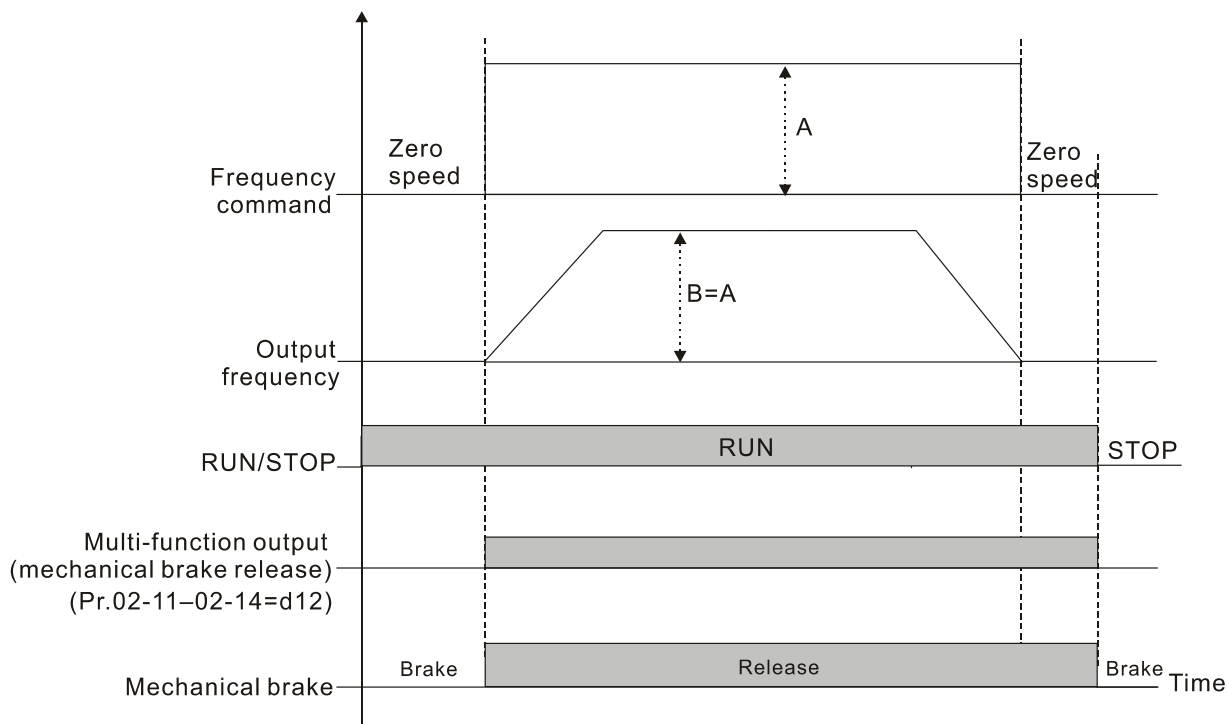 Zero
speed
A
Zero
speed
Frequency
command
B=A
Output
frequency
RUN
RUN/STOP
STOP
Multi-function output
(mechanical brake release)
(Pr.02-11–02-14=d12)
Brake
Release
Brake
Mechanical brake
Time